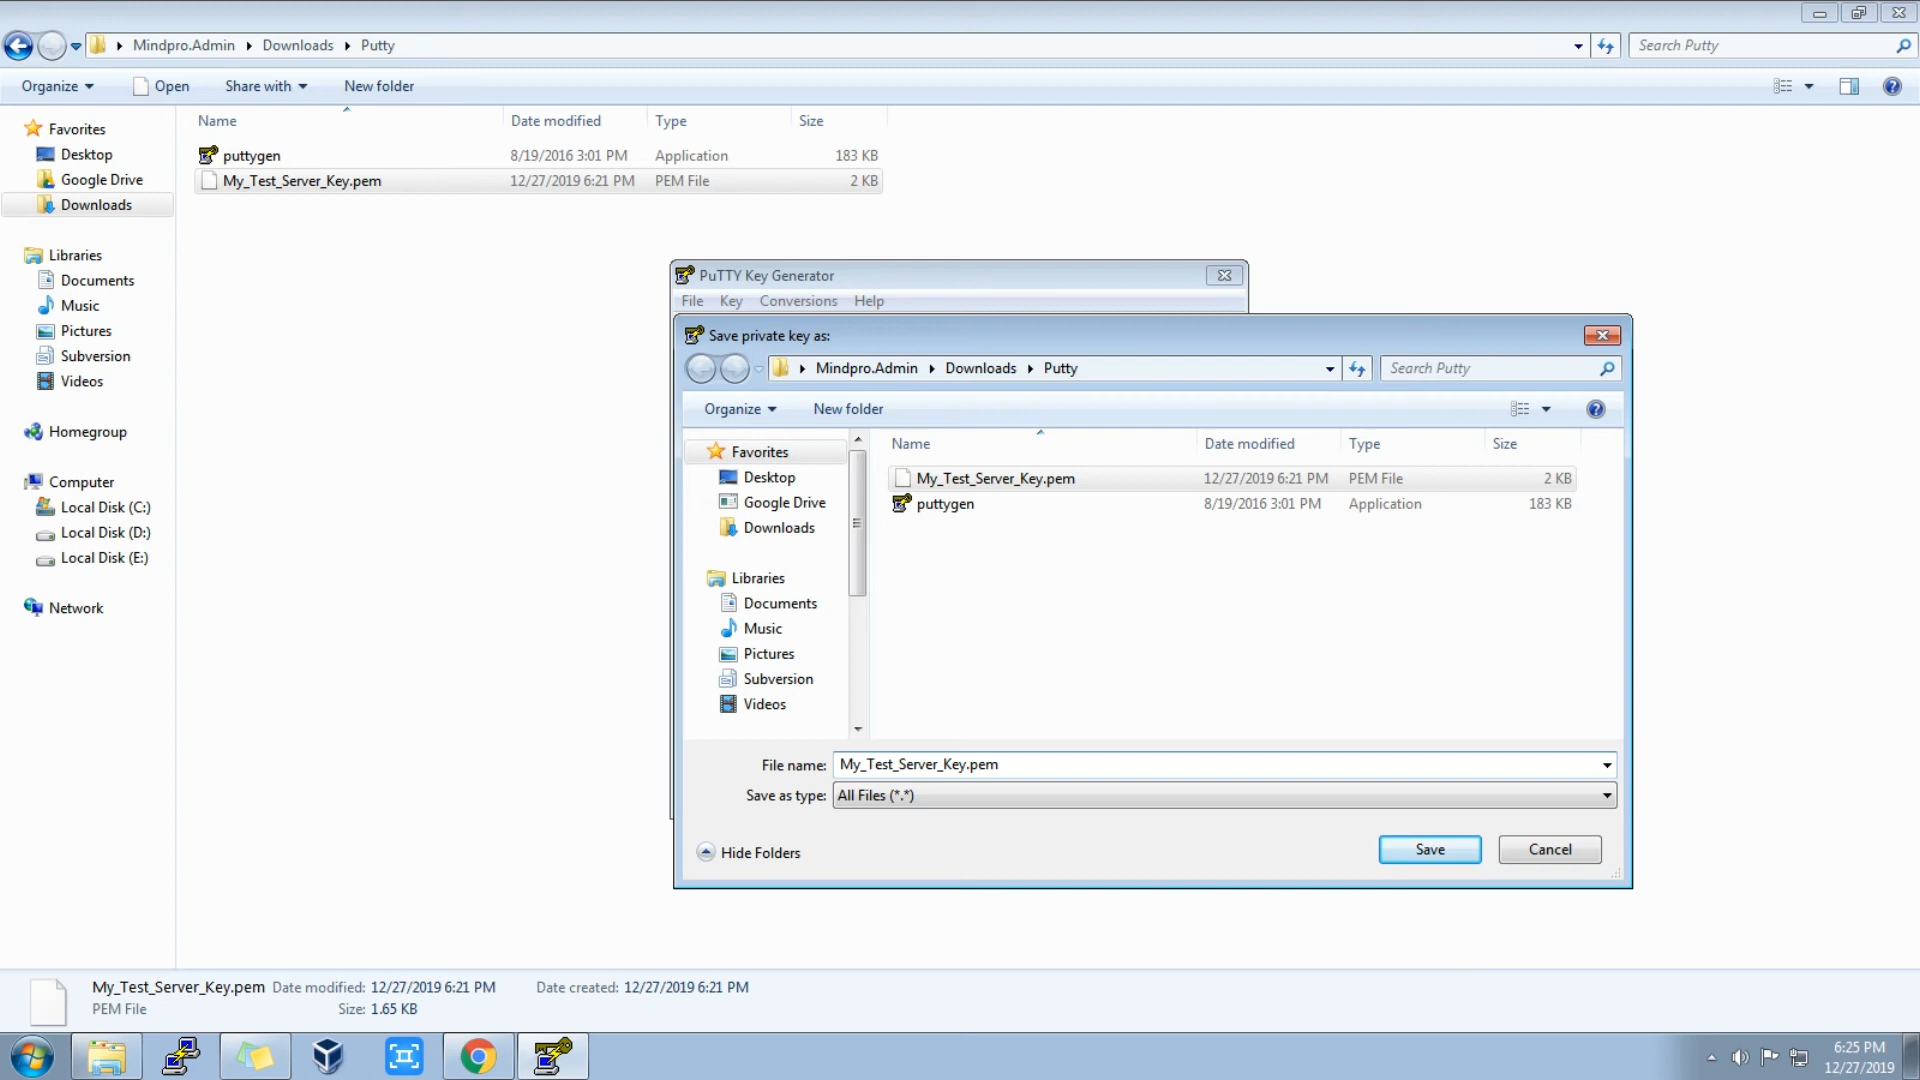 Mindpro.Admin Downloads Putty
Search Putty
Organize Open Share with New folder
Name Date modified Type Size
puttygen 8/19/2016 3:01 PM Application 183 KB
My_Test_Server_Key.pem 12/27/2019 6:21 PM PEM File 2 KB
Favorites
Desktop
Google Drive
Downloads
Libraries
Documents
Music
Pictures
Subversion
Videos
Homegroup
Computer
Local Disk (C:)
Local Disk (D:)
Local Disk (E:)
Network
PuTTY Key Generator
File Key Conversions Help
Save private key as:
Mindpro.Admin Downloads Putty
Search Putty
Organize New folder
Name Date modified Type Size
My_Test_Server_Key.pem 12/27/2019 6:21 PM PEM File 2 KB
puttygen 8/19/2016 3:01 PM Application 183 KB
Favorites
Desktop
Google Drive
Downloads
Libraries
Documents
Music
Pictures
Subversion
Videos
File name: My_Test_Server_Key.pem
Save as type: All Files (*.*)
Hide Folders
Save Cancel
My_Test_Server_Key.pem Date modified: 12/27/2019 6:21 PM Date created: 12/27/2019 6:21 PM
PEM File Size: 1.65 KB
6:25 PM
12/27/2019